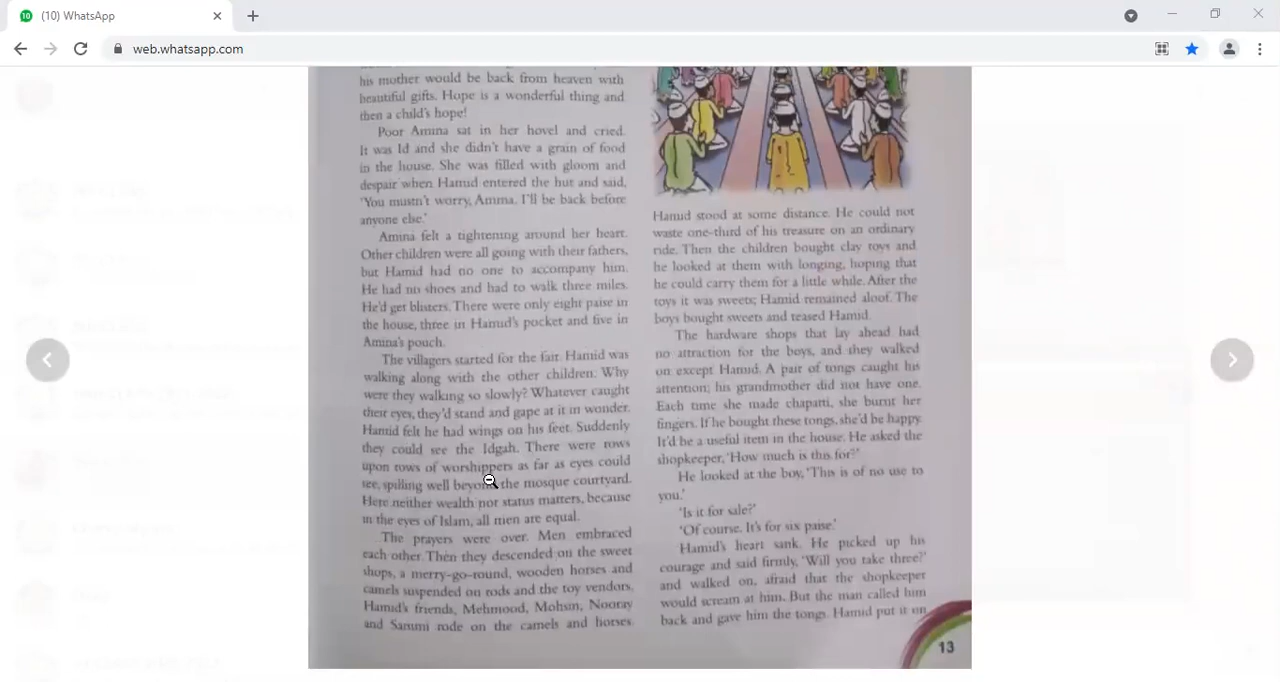 10
(10) WhatsApp
web.whatsapp.com
his mother would be back from heaven with
beautiful gifts. Hope is a wonderful thing and
then a child's hope!
Poor Amina sat in her hovel and cried.
It was Id and she didn't have a grain of food
in the house. She was filled with gloom and
despair when Hamid entered the hut and said,
'You mustn't worry, Amma. I'll be back before
anyone else.'
Amina felt a tightening around her heart.
Other children were all going with their fathers,
but Hamid had no one to accompany him.
He had no shoes and had to walk three miles.
He'd get blisters. There were only eight paise in
the house, three in Hamid's pocket and five in
Amina's pouch.
The villagers started for the fair. Hamid was
walking along with the other children. Why
were they walking so slowly? Whatever caught
their eyes, they'd stand and gape at it in wonder.
Hamid felt he had wings on his feet. Suddenly
they could see the Idgah. There were rows
upon rows of worshippers as far as eyes could
see, spilling well beyond the mosque courtyard.
Here neither wealth nor status matters, because
in the eyes of Islam, all men are equal.
The prayers were over. Men embraced
each other. Then they descended on the sweet
shops, a merry-go-round, wooden horses and
camels suspended on rods and the toy vendors.
Hamid's friends, Mehmood, Mohsin, Nooray
and Sammi rode on the camels and horses.
Hamid stood at some distance. He could not
waste one-third of his treasure on an ordinary
ride. Then the children bought clay toys and
he looked at them with longing, hoping that
he could carry them for a little while. After the
toys it was sweets; Hamid remained aloof. The
boys bought sweets and teased Hamid.
The hardware shops that lay ahead had
no attraction for the boys, and they walked
on except Hamid. A pair of tongs caught his
attention; his grandmother did not have one.
Each time she made chapatti, she burnt her
fingers. If he bought these tongs, she'd be happy.
It'd be a useful item in the house. He asked the
shopkeeper, 'How much is this for?'
He looked at the boy, 'This is of no use to
you.'
'Is it for sale?'
'Of course. It's for six paise.'
Hamid's heart sank. He picked up his
courage and said firmly, 'Will you take three?'
and walked on, afraid that the shopkeeper
would scream at him. But the man called him
back and gave him the tongs. Hamid put it on
13